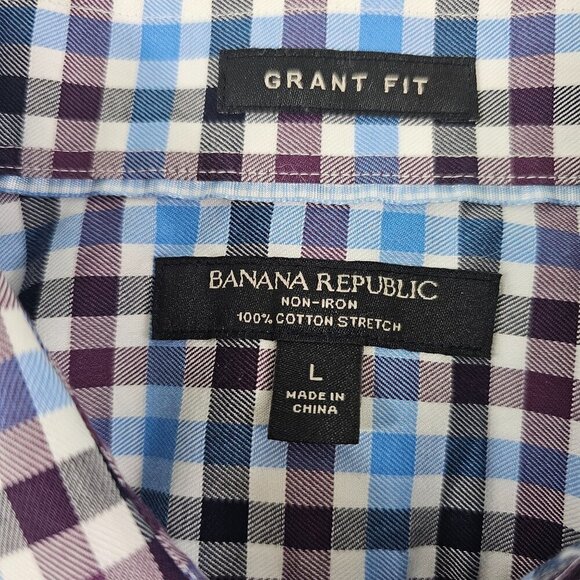 GRANT FIT
BANANA REPUBLIC
NON-IRON
100% COTTON STRETCH
L
MADE IN
CHINA